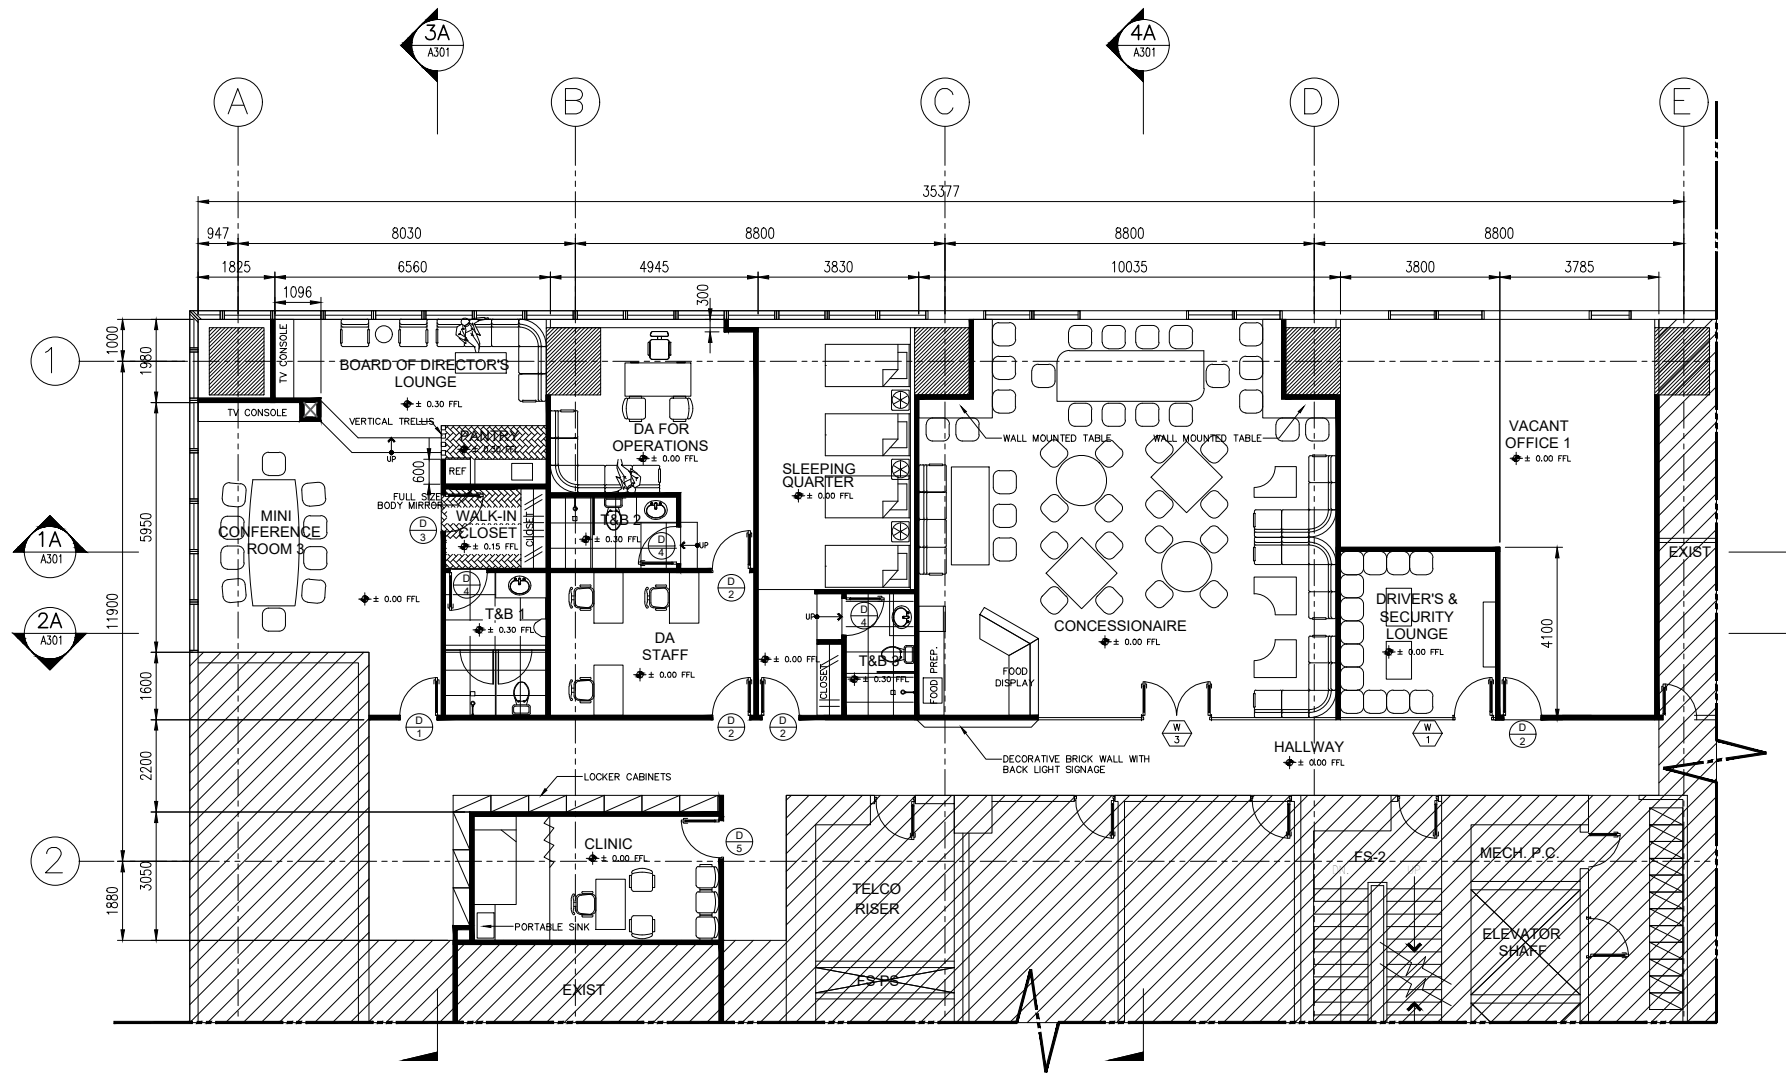 3A
A301
4A
A301
A
B
C
D
E
35377
947
8030
8800
8800
8800
1825
6560
4945
3830
10035
3800
3785
1096
300
1
1000
1980
TV CONSOLE
BOARD OF DIRECTOR'S
LOUNGE
± 0.30 FFL
TV CONSOLE
VERTICAL TRELLIS
UP
PANTRY
± 0.30 FFL
REF
600
FULL SIZE
BODY MIRROR
D
3
WALK-IN
CLOSET
± 0.15 FFL
CLOSET
DA FOR
OPERATIONS
± 0.00 FFL
T&B 2
± 0.30 FFL
D
4
UP
D
2
SLEEPING
QUARTER
± 0.00 FFL
WALL MOUNTED TABLE
WALL MOUNTED TABLE
VACANT
OFFICE 1
± 0.00 FFL
EXIST
MINI
CONFERENCE
ROOM 3
± 0.00 FFL
5950
11900
1A
A301
2A
A301
D
4
T&B 1
± 0.30 FFL
DA
STAFF
± 0.00 FFL
UP
D
4
± 0.00 FFL
T&B 3
± 0.30 FFL
CLOSET
FOOD PREP.
FOOD
DISPLAY
CONCESSIONAIRE
± 0.00 FFL
DRIVER'S &
SECURITY
LOUNGE
± 0.00 FFL
4100
1600
D
1
D
2
D
2
W
3
W
1
D
2
2200
HALLWAY
± 0.00 FFL
DECORATIVE BRICK WALL WITH
BACK LIGHT SIGNAGE
LOCKER CABINETS
2
3050
1880
CLINIC
± 0.00 FFL
D
5
PORTABLE SINK
EXIST
TELCO
RISER
FS PS
FS-2
DN.
UP
MECH. P.C.
ELEVATOR
SHAFF